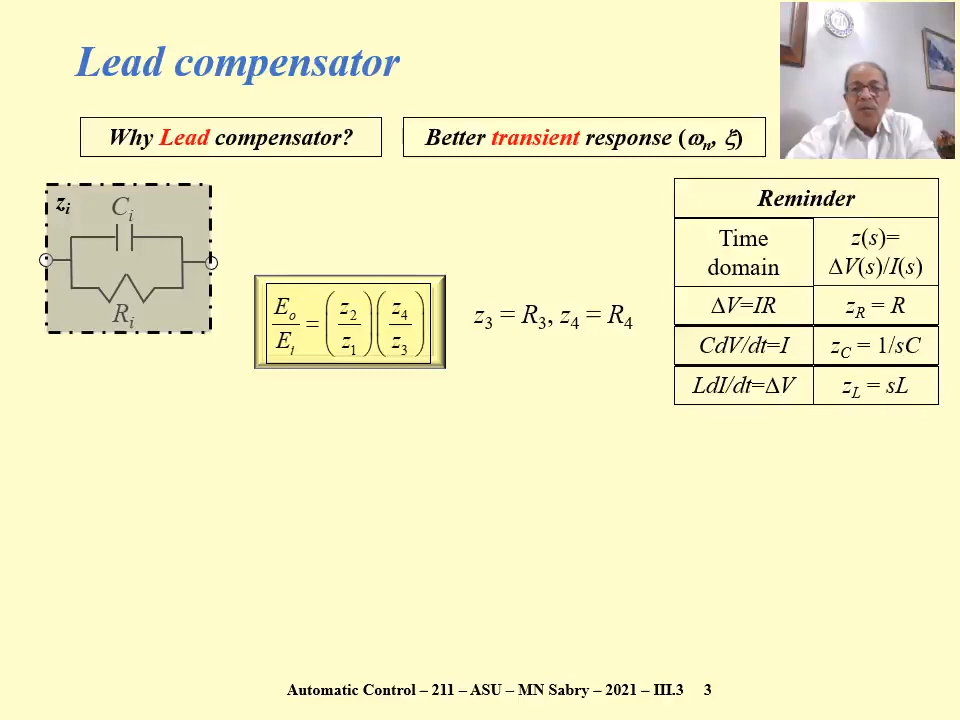 Lead compensator
Why Lead compensator?
Better transient response (ωn, ξ)
zi
Ci
Ri
Eo/Ei = (z2/z1)(z4/z3)
z3 = R3, z4 = R4
Reminder
Time domain
z(s)= ΔV(s)/I(s)
ΔV=IR
zR = R
CdV/dt=I
zC = 1/sC
LdI/dt=ΔV
zL = sL
Automatic Control – 211 – ASU – MN Sabry – 2021 – III.3 3